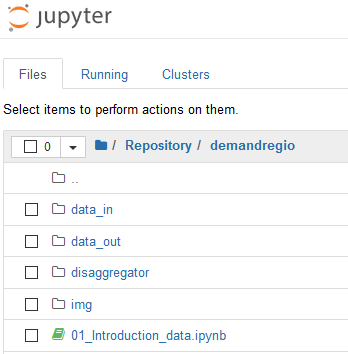 jupyter
Files Running Clusters
Select items to perform actions on them.
0 / Repository / demandregio
..
data_in
data_out
disaggregator
img
01_Introduction_data.ipynb